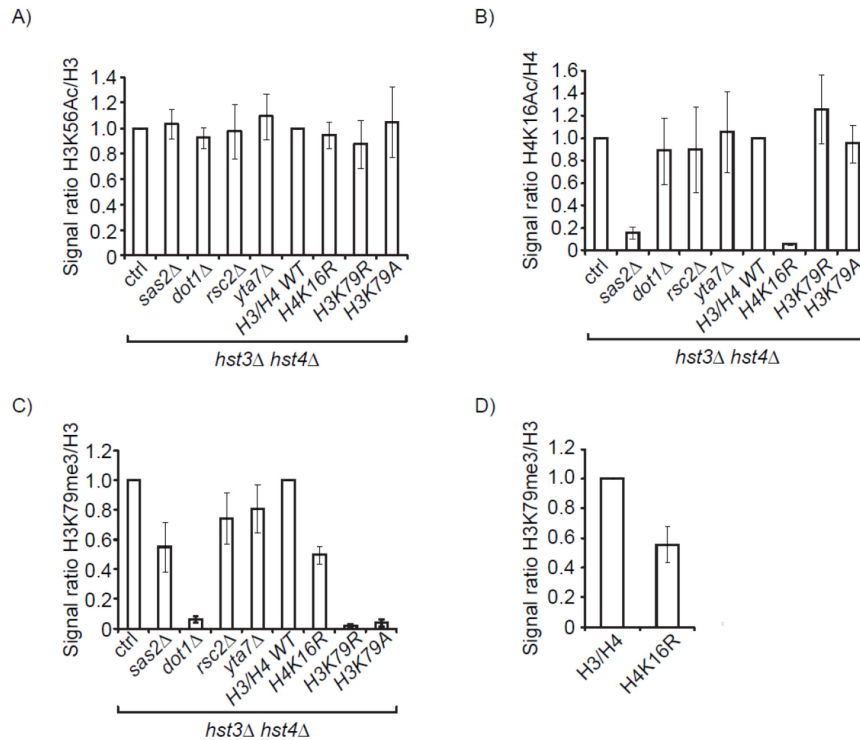 A)
Signal ratio H3K56Ac/H3
1.4
1.2
1.0
0.8
0.6
0.4
0.2
0
ctrl
sas2Δ
dot1Δ
rsc2Δ
yta7Δ
H3/H4 WT
H4K16R
H3K79R
H3K79A
hst3Δ hst4Δ
B)
Signal ratio H4K16Ac/H4
1.6
1.4
1.2
1.0
0.8
0.6
0.4
0.2
0
ctrl
sas2Δ
dot1Δ
rsc2Δ
yta7Δ
H3/H4 WT
H4K16R
H3K79R
H3K79A
hst3Δ hst4Δ
C)
Signal ratio H3K79me3/H3
1.2
1.0
0.8
0.6
0.4
0.2
0
ctrl
sas2Δ
dot1Δ
rsc2Δ
yta7Δ
H3/H4 WT
H4K16R
H3K79R
H3K79A
hst3Δ hst4Δ
D)
Signal ratio H3K79me3/H3
1.2
1.0
0.8
0.6
0.4
0.2
0
H3/H4
H4K16R